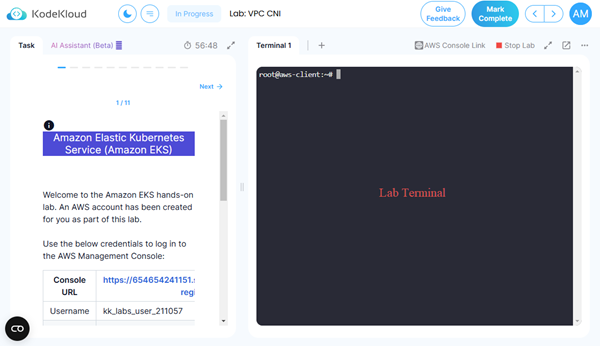 KodeKloud
In Progress
Lab: VPC CNI
Give
Feedback
Mark
Complete
AM
Task
AI Assistant (Beta)
56:48
Next
1 / 11
Amazon Elastic Kubernetes
Service (Amazon EKS)
Welcome to the Amazon EKS hands-on
lab. An AWS account has been created
for you as part of this lab.
Use the below credentials to log in to
the AWS Management Console:
Console
URL
https://654654241151.
Username
kk_labs_user_211057
Terminal 1
+
AWS Console Link
Stop Lab
root@aws-client:~#
Lab Terminal